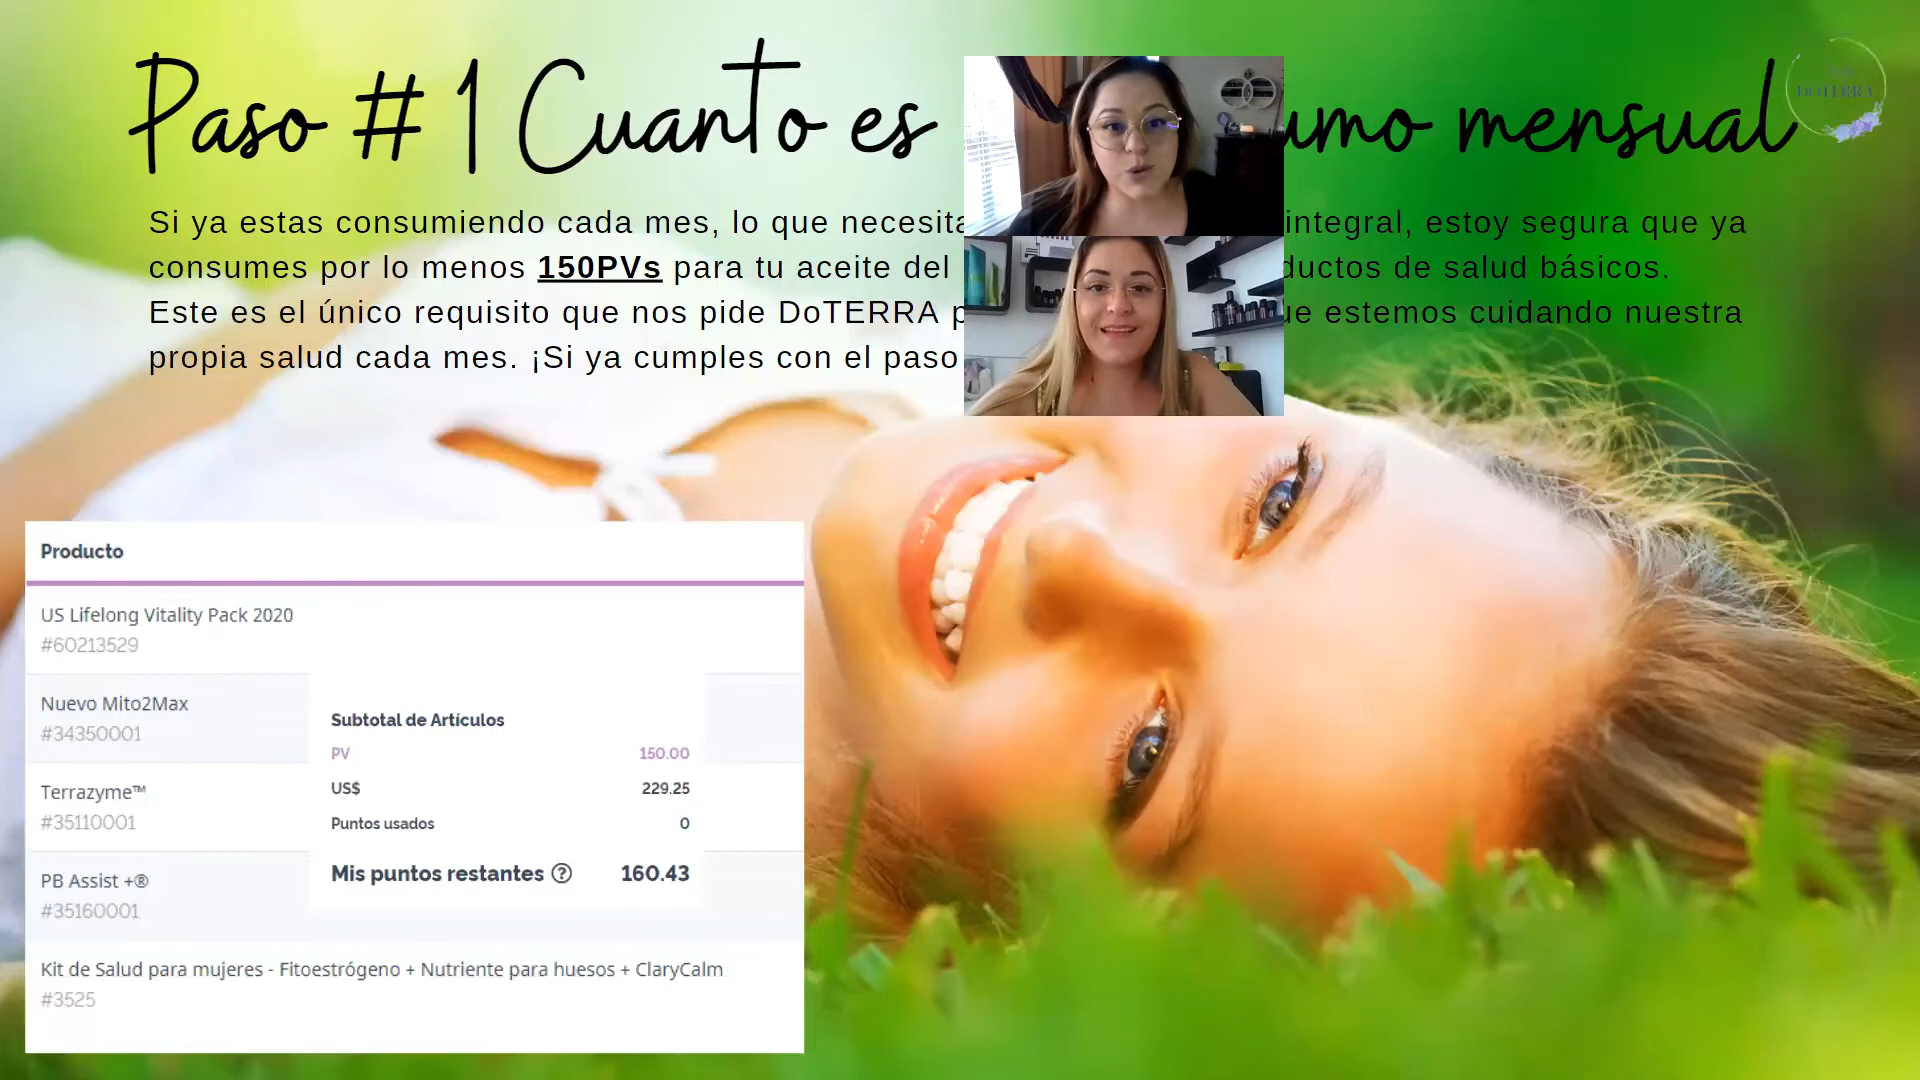 Paso # 1 Cuanto es umo mensual
DoTERRA
Si ya estas consumiendo cada mes, lo que necesita integral, estoy segura que ya
consumes por lo menos 150PVs para tu aceite del ductos de salud básicos.
Este es el único requisito que nos pide DoTERRA p ue estemos cuidando nuestra
propia salud cada mes. ¡Si ya cumples con el paso
Producto
US Lifelong Vitality Pack 2020
#60213529
Nuevo Mito2Max
#34350001
Terrazyme™
#35110001
PB Assist +®
#35160001
Kit de Salud para mujeres - Fitoestrógeno + Nutriente para huesos + ClaryCalm
#3525
Subtotal de Artículos
PV 150.00
US$ 229.25
Puntos usados 0
Mis puntos restantes ? 160.43